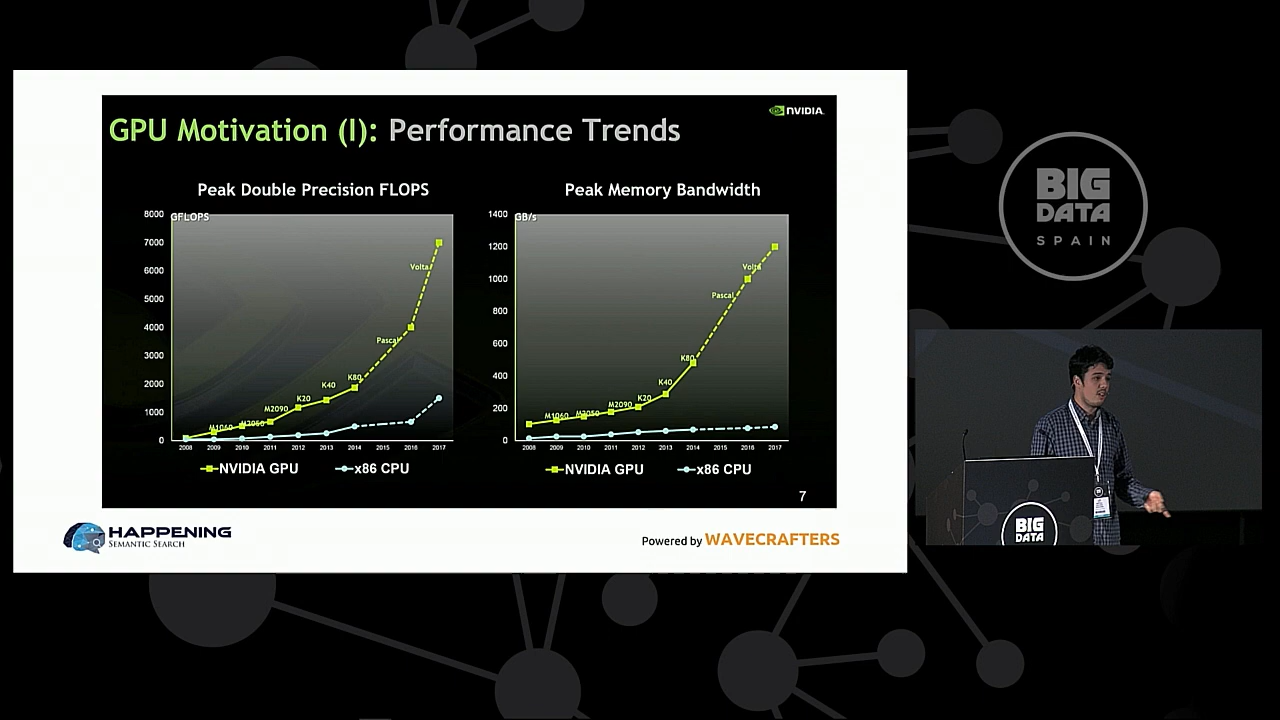 NVIDIA.
GPU Motivation (I): Performance Trends
Peak Double Precision FLOPS
GFLOPS
8000
7000
6000
5000
4000
3000
2000
1000
0
M1060
M2050
M2090
K20
K40
K80
Pascal
Volta
2008 2009 2010 2011 2012 2013 2014 2015 2016 2017
NVIDIA GPU x86 CPU
Peak Memory Bandwidth
GB/s
1400
1200
1000
800
600
400
200
0
M1060
M2050
M2090
K20
K40
K80
Pascal
Volta
2008 2009 2010 2011 2012 2013 2014 2015 2016 2017
NVIDIA GPU x86 CPU
7
HAPPENING
SEMANTIC SEARCH
Powered by WAVECRAFTERS
BIG
DATA
SPAIN
BIG
DATA